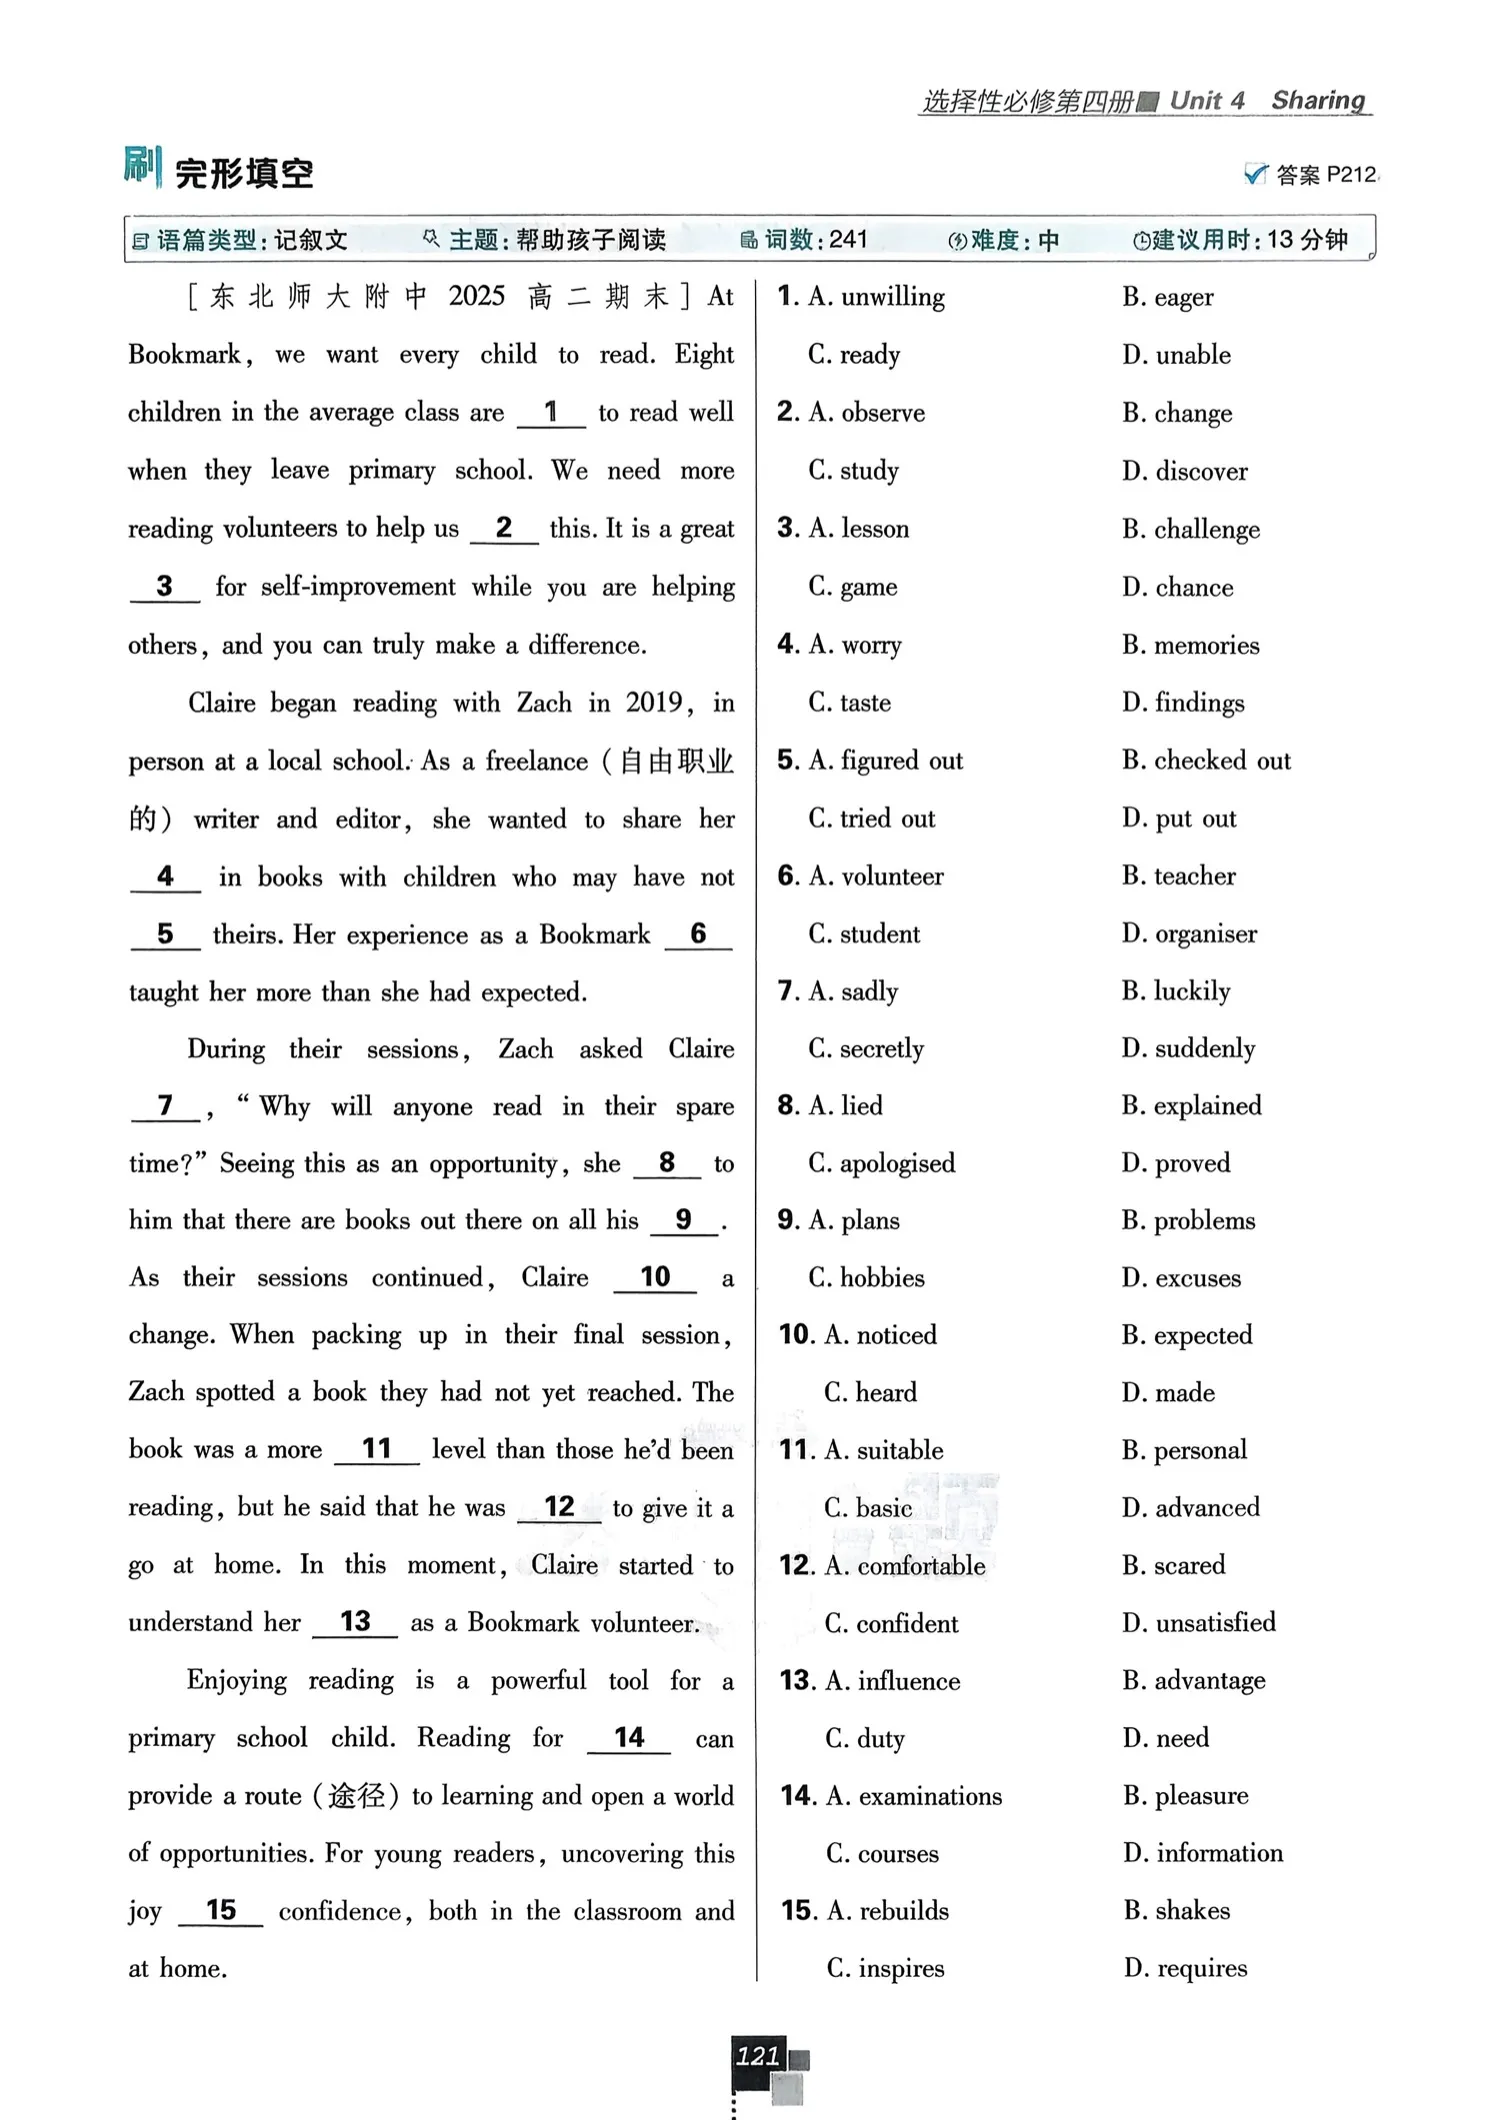 选择性必修第四册 Unit 4 Sharing
刷 完形填空
答案 P212
语篇类型:记叙文 主题:帮助孩子阅读 词数:241 难度:中 建议用时:13 分钟
[东北师大附中 2025 高二期末] At
Bookmark, we want every child to read. Eight
children in the average class are 1 to read well
when they leave primary school. We need more
reading volunteers to help us 2 this. It is a great
3 for self-improvement while you are helping
others, and you can truly make a difference.
Claire began reading with Zach in 2019, in
person at a local school. As a freelance (自由职业
的) writer and editor, she wanted to share her
4 in books with children who may have not
5 theirs. Her experience as a Bookmark 6
taught her more than she had expected.
During their sessions, Zach asked Claire
7, “Why will anyone read in their spare
time?” Seeing this as an opportunity, she 8 to
him that there are books out there on all his 9.
As their sessions continued, Claire 10 a
change. When packing up in their final session,
Zach spotted a book they had not yet reached. The
book was a more 11 level than those he’d been
reading, but he said that he was 12 to give it a
go at home. In this moment, Claire started to
understand her 13 as a Bookmark volunteer.
Enjoying reading is a powerful tool for a
primary school child. Reading for 14 can
provide a route (途径) to learning and open a world
of opportunities. For young readers, uncovering this
joy 15 confidence, both in the classroom and
at home.
1. A. unwilling B. eager
C. ready D. unable
2. A. observe B. change
C. study D. discover
3. A. lesson B. challenge
C. game D. chance
4. A. worry B. memories
C. taste D. findings
5. A. figured out B. checked out
C. tried out D. put out
6. A. volunteer B. teacher
C. student D. organiser
7. A. sadly B. luckily
C. secretly D. suddenly
8. A. lied B. explained
C. apologised D. proved
9. A. plans B. problems
C. hobbies D. excuses
10. A. noticed B. expected
C. heard D. made
11. A. suitable B. personal
C. basic D. advanced
12. A. comfortable B. scared
C. confident D. unsatisfied
13. A. influence B. advantage
C. duty D. need
14. A. examinations B. pleasure
C. courses D. information
15. A. rebuilds B. shakes
C. inspires D. requires
121